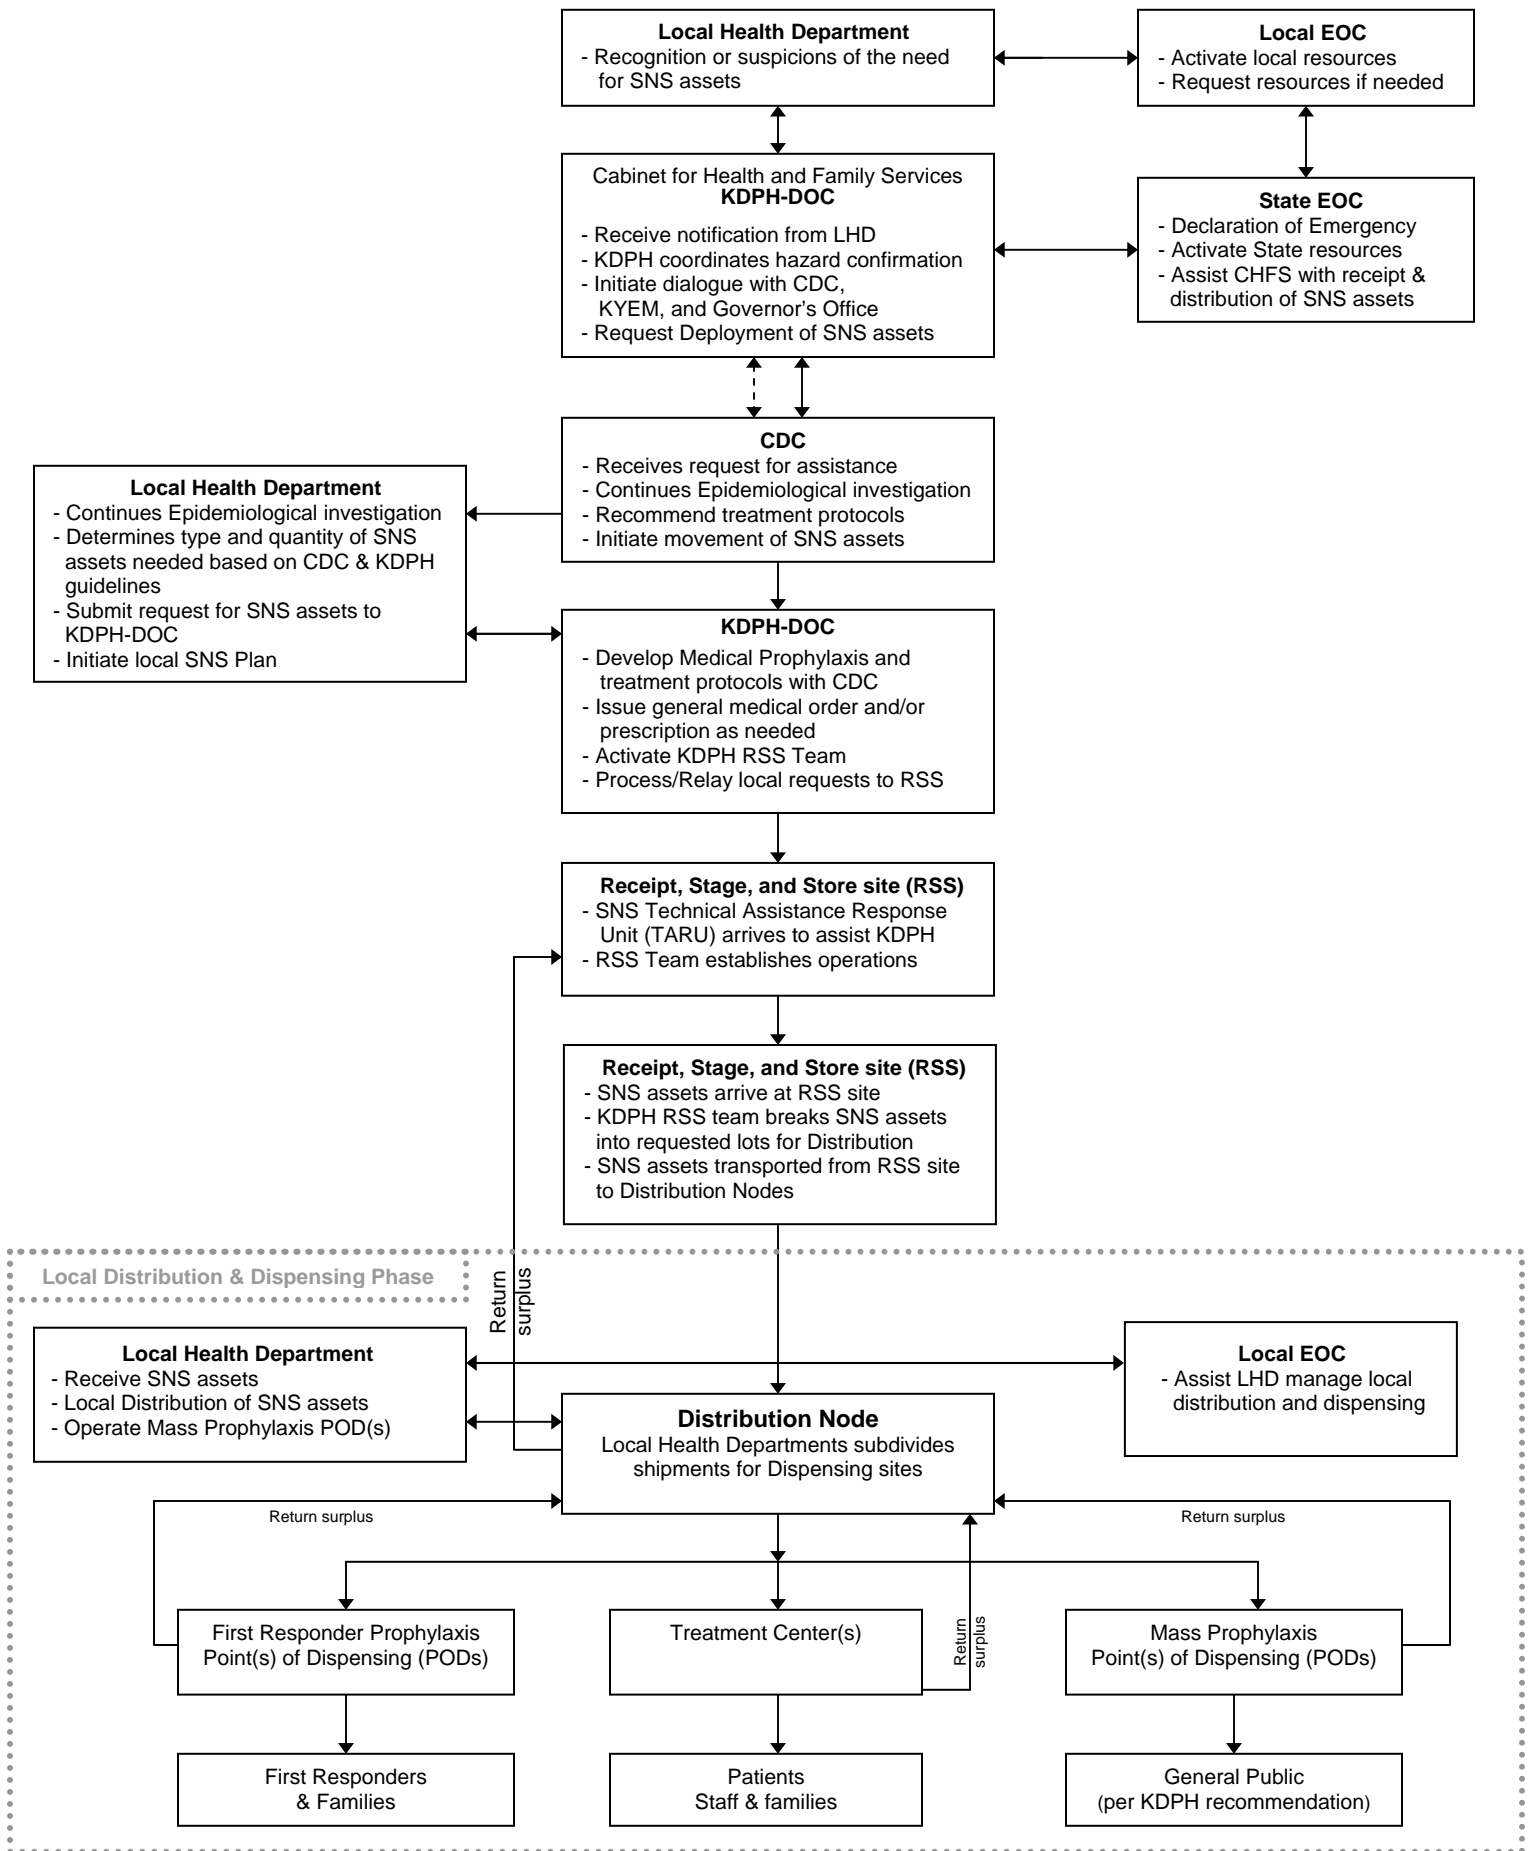 Local Health Department
- Recognition or suspicions of the need
for SNS assets
Local EOC
- Activate local resources
- Request resources if needed
Cabinet for Health and Family Services
KDPH-DOC
- Receive notification from LHD
- KDPH coordinates hazard confirmation
- Initiate dialogue with CDC,
KYEM, and Governor's Office
- Request Deployment of SNS assets
State EOC
- Declaration of Emergency
- Activate State resources
- Assist CHFS with receipt &
distribution of SNS assets
CDC
- Receives request for assistance
- Continues Epidemiological investigation
- Recommend treatment protocols
- Initiate movement of SNS assets
Local Health Department
- Continues Epidemiological investigation
- Determines type and quantity of SNS
assets needed based on CDC & KDPH
guidelines
- Submit request for SNS assets to
KDPH-DOC
- Initiate local SNS Plan
KDPH-DOC
- Develop Medical Prophylaxis and
treatment protocols with CDC
- Issue general medical order and/or
prescription as needed
- Activate KDPH RSS Team
- Process/Relay local requests to RSS
Receipt, Stage, and Store site (RSS)
- SNS Technical Assistance Response
Unit (TARU) arrives to assist KDPH
- RSS Team establishes operations
Receipt, Stage, and Store site (RSS)
- SNS assets arrive at RSS site
- KDPH RSS team breaks SNS assets
into requested lots for Distribution
- SNS assets transported from RSS site
to Distribution Nodes
Local Distribution & Dispensing Phase
Return
surplus
Local Health Department
- Receive SNS assets
- Local Distribution of SNS assets
- Operate Mass Prophylaxis POD(s)
Local EOC
- Assist LHD manage local
distribution and dispensing
Distribution Node
Local Health Departments subdivides
shipments for Dispensing sites
Return surplus
Return surplus
First Responder Prophylaxis
Point(s) of Dispensing (PODs)
Treatment Center(s)
Return
surplus
Mass Prophylaxis
Point(s) of Dispensing (PODs)
First Responders
& Families
Patients
Staff & families
General Public
(per KDPH recommendation)